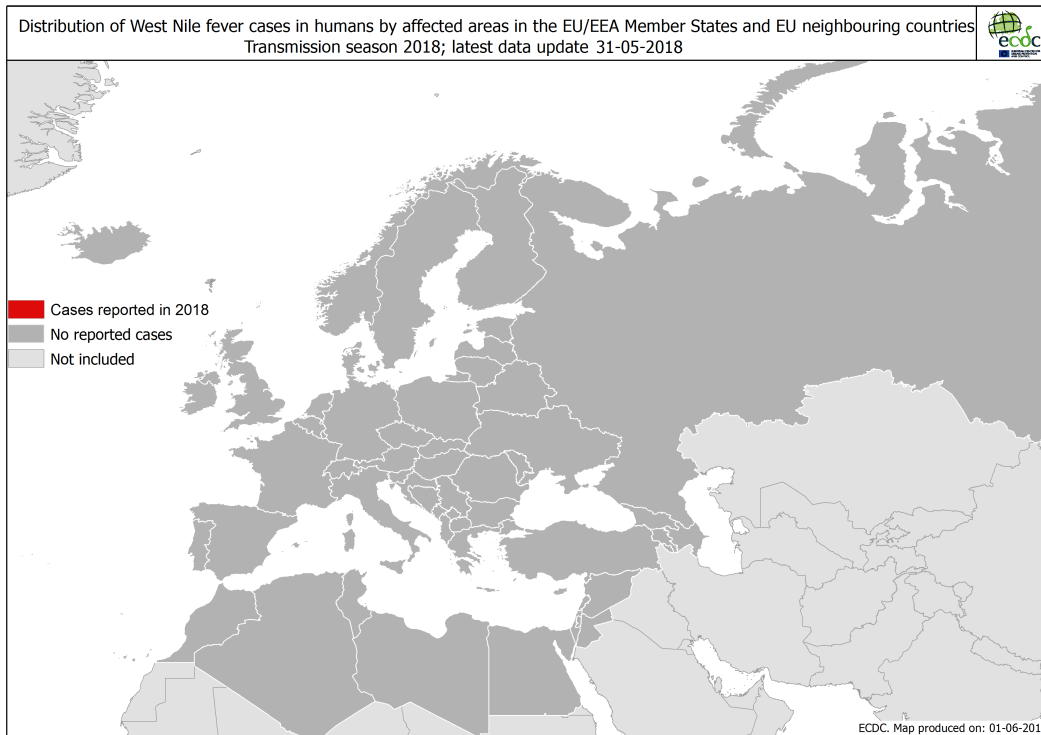 Distribution of West Nile fever cases in humans by affected areas in the EU/EEA Member States and EU neighbouring countries
Transmission season 2018; latest data update 31-05-2018
ecdc
Cases reported in 2018
No reported cases
Not included
ECDC. Map produced on: 01-06-201